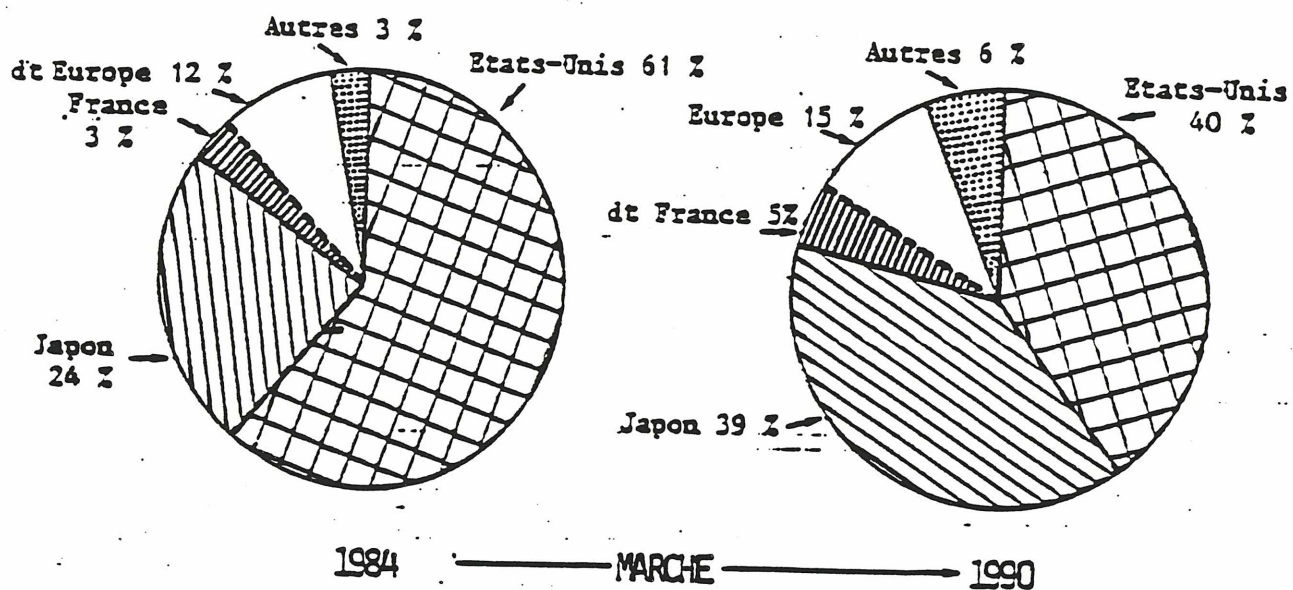 Autres 3 %
dt Europe 12 %
France
3 %
Etats-Unis 61 %
Japon
24 %
Autres 6 %
Europe 15 %
Etats-Unis
40 %
dt France 5%
Japon 39 %
1984 MARCHE 1990